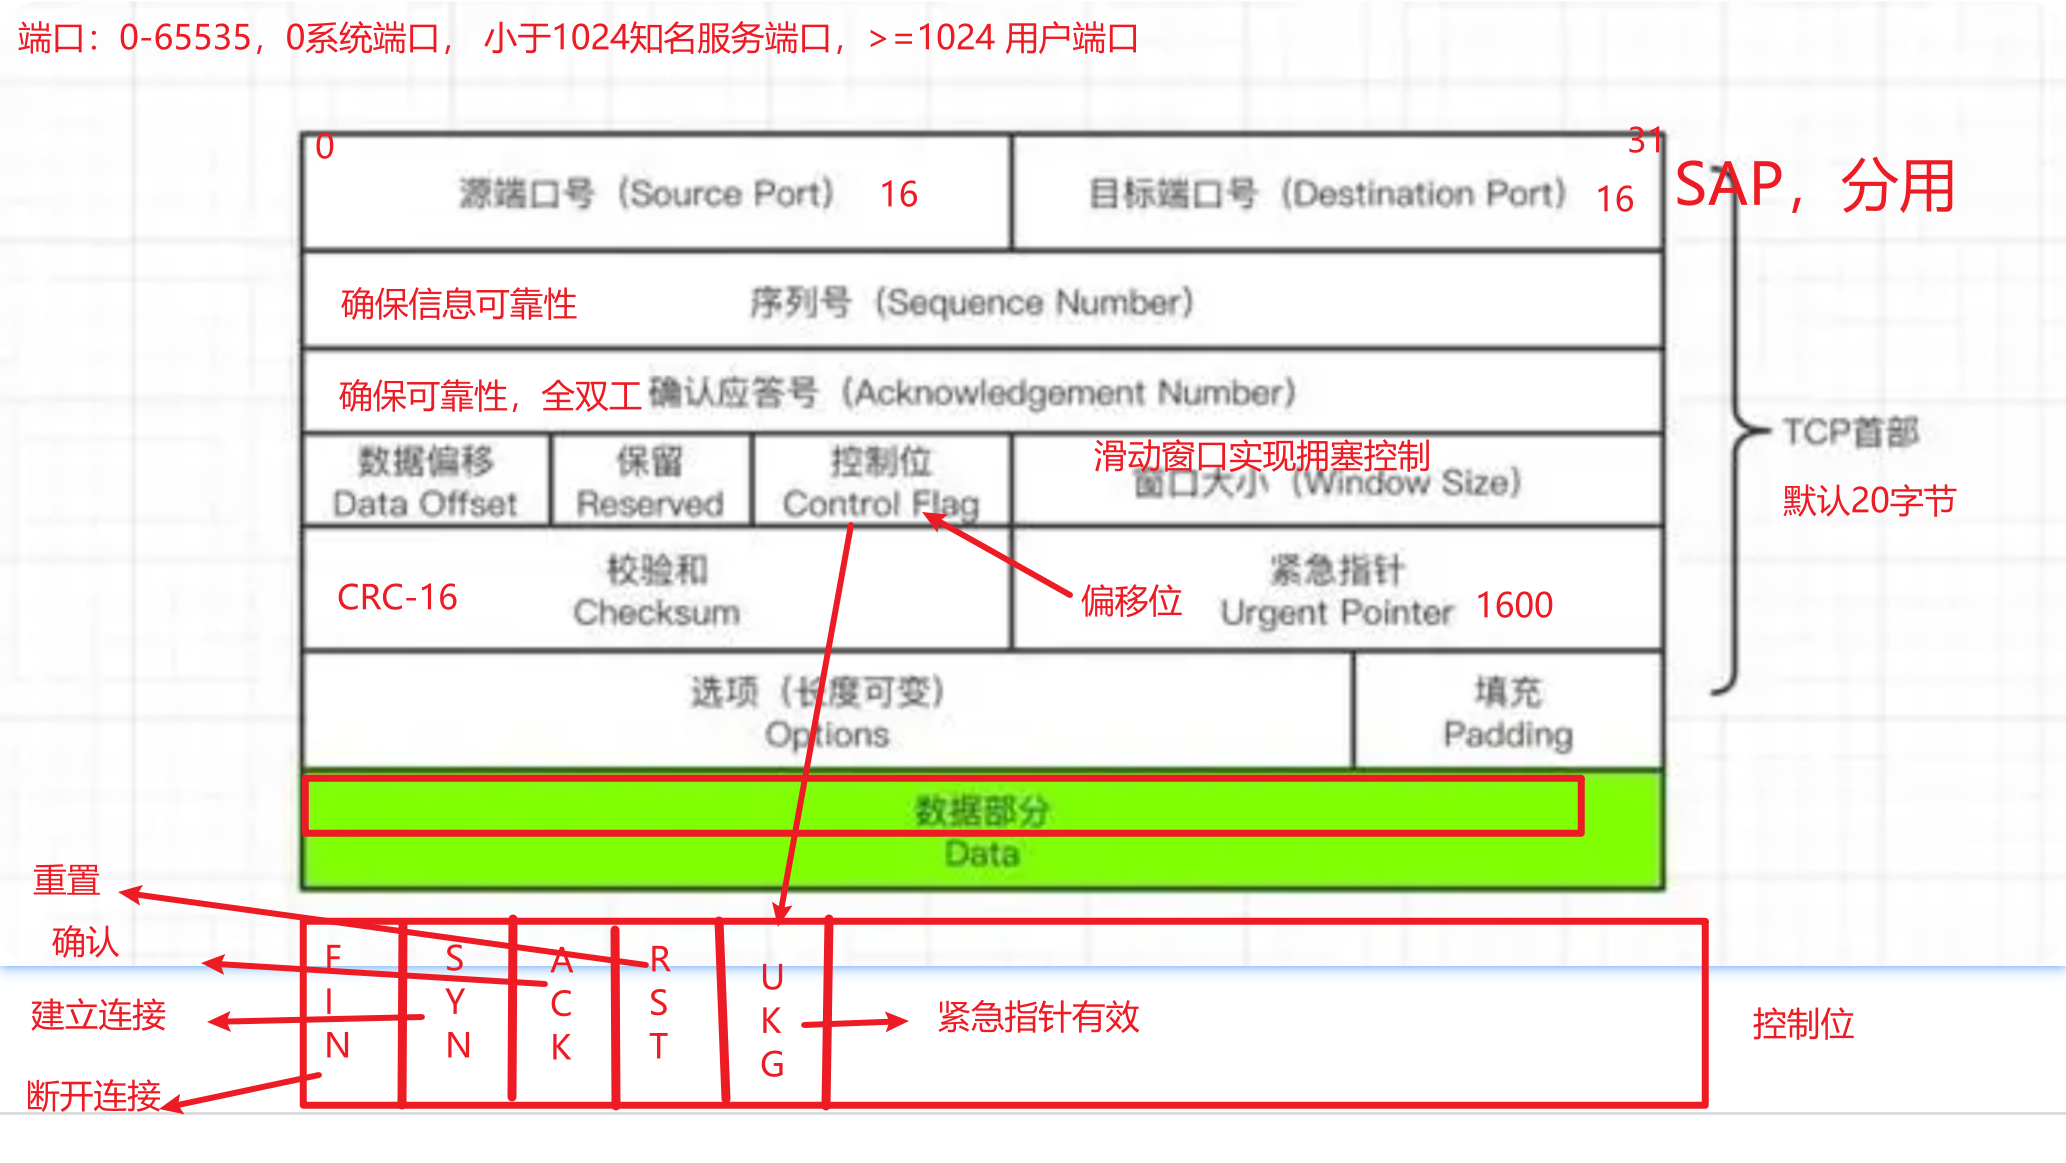 端口：0-65535，0系统端口， 小于1024知名服务端口，>=1024 用户端口
0
31
源端口号（Source Port） 16
目标端口号（Destination Port） 16
SAP，分用
确保信息可靠性 序列号（Sequence Number）
确保可靠性，全双工 确认应答号（Acknowledgement Number）
TCP首部
默认20字节
数据偏移
Data Offset
保留
Reserved
控制位
Control Flag
滑动窗口实现拥塞控制
窗口大小（Window Size）
CRC-16
校验和
Checksum
偏移位
紧急指针
Urgent Pointer 1600
选项（长度可变）
Options
填充
Padding
数据部分
Data
重置
确认
建立连接
断开连接
FIN
SYN
ACK
RST
UKG
紧急指针有效
控制位